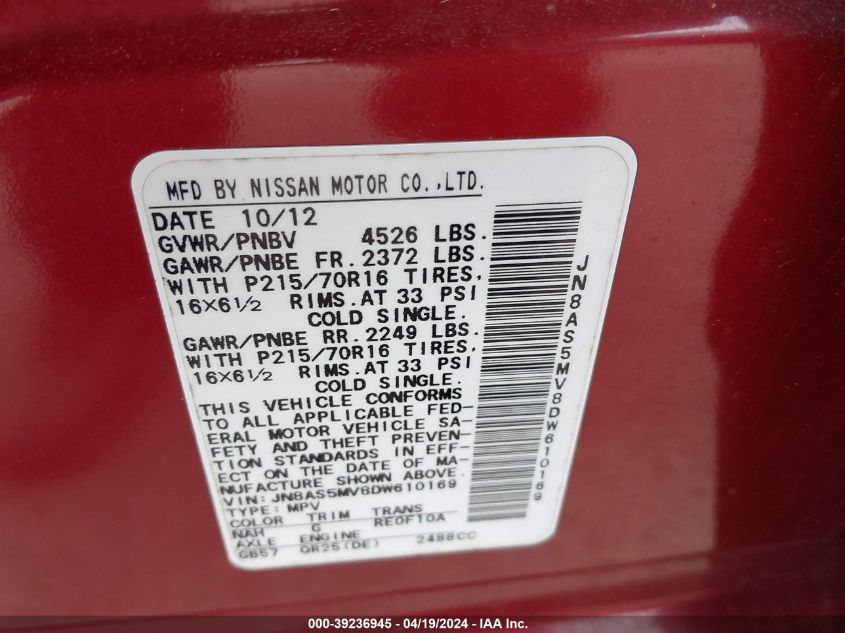 MFD BY NISSAN MOTOR CO.,LTD.
DATE 10/12
GVWR/PNBV 4526 LBS.
GAWR/PNBE FR. 2372 LBS.
WITH P215/70R16 TIRES,
16X6½ RIMS.AT 33 PSI
COLD SINGLE.
GAWR/PNBE RR. 2249 LBS.
WITH P215/70R16 TIRES,
16X6½ RIMS.AT 33 PSI
COLD SINGLE.
THIS VEHICLE CONFORMS
TO ALL APPLICABLE FED-
ERAL MOTOR VEHICLE SA-
FETY AND THEFT PREVEN-
TION STANDARDS IN EFF-
ECT ON THE DATE OF MA-
NUFACTURE SHOWN ABOVE.
VIN: JN8AS5MV8DW610169
TYPE: MPV
COLOR TRIM TRANS
NAH G RE0F10A
AXLE ENGINE
GB57 QR25(DE) 2488CC
JN8AS5MV8DW610169
000-39236945 - 04/19/2024 - IAA Inc.